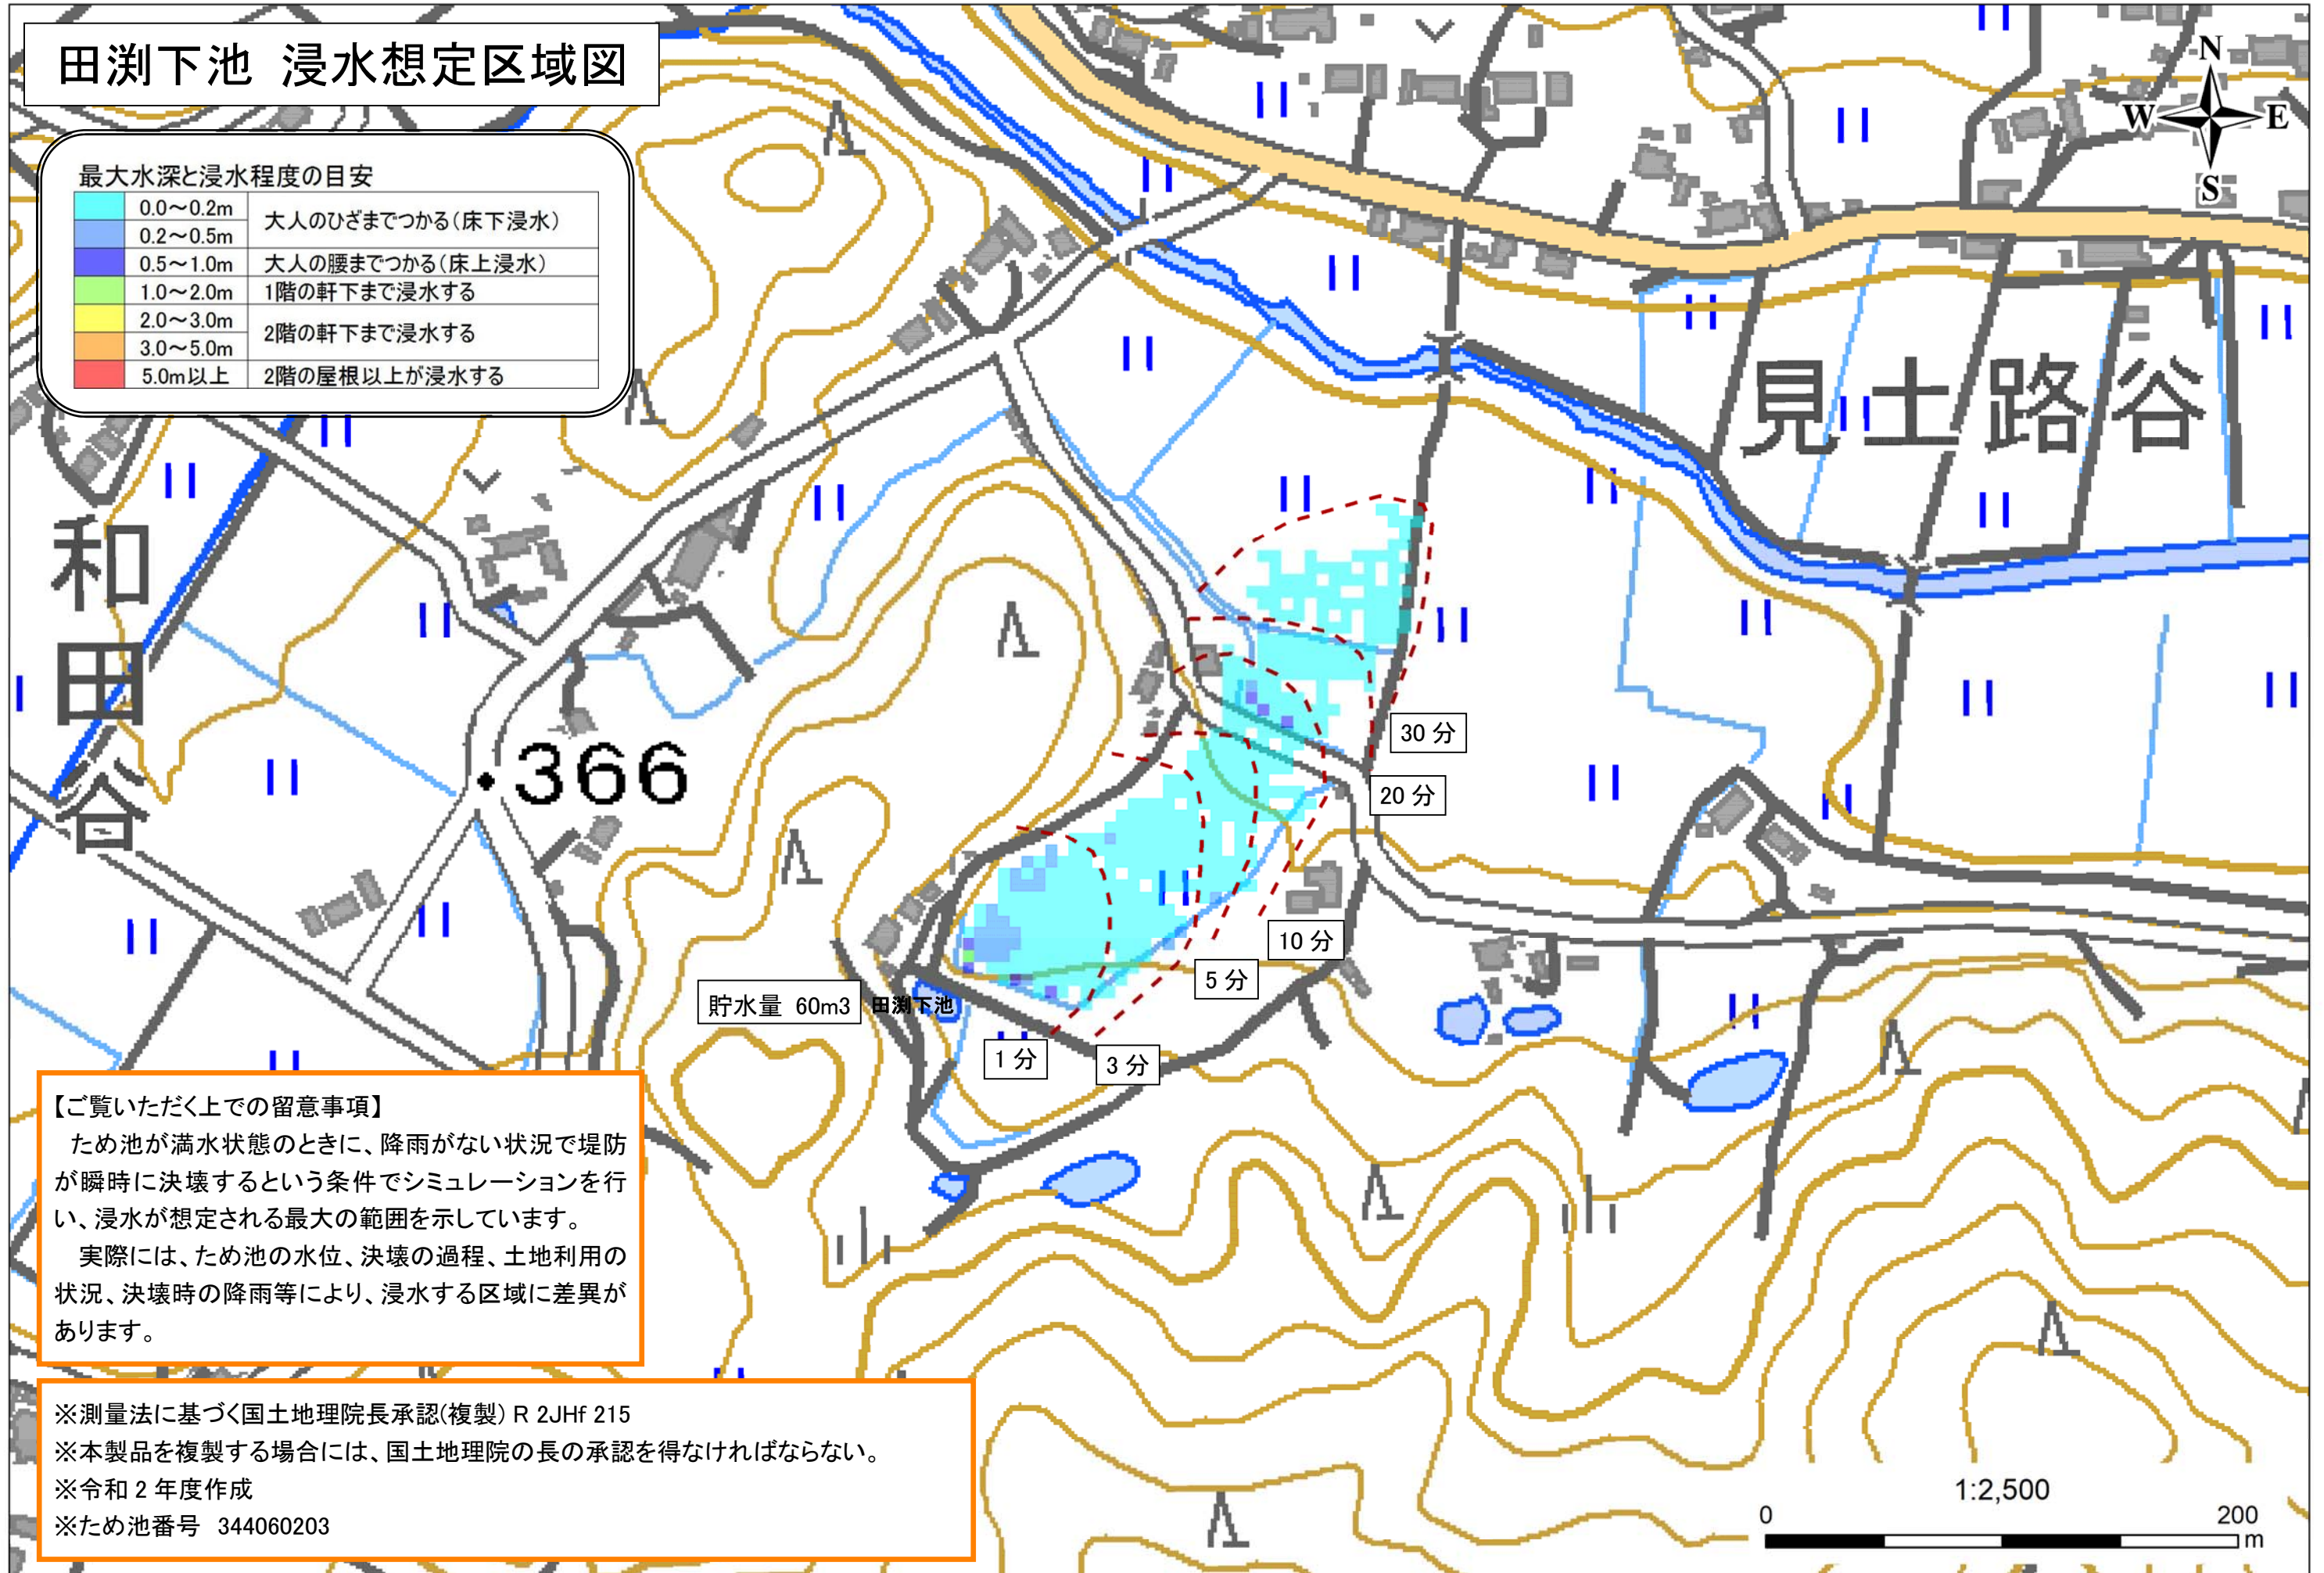 田渕下池 浸水想定区域図
N
W
E
S
最大水深と浸水程度の目安
0.0～0.2m
大人のひざまでつかる(床下浸水)
0.2～0.5m
0.5～1.0m 大人の腰までつかる(床上浸水)
1.0～2.0m 1階の軒下まで浸水する
2.0～3.0m
2階の軒下まで浸水する
3.0～5.0m
5.0m以上 2階の屋根以上が浸水する
見土路谷
和田谷
366
30 分
20 分
10 分
5 分
貯水量 60m3
田渕下池
1 分
3 分
【ご覧いただく上での留意事項】
ため池が満水状態のときに、降雨がない状況で堤防
が瞬時に決壊するという条件でシミュレーションを行
い、浸水が想定される最大の範囲を示しています。
実際には、ため池の水位、決壊の過程、土地利用の
状況、決壊時の降雨等により、浸水する区域に差異が
あります。
※測量法に基づく国土地理院長承認(複製) R 2JHf 215
※本製品を複製する場合には、国土地理院の長の承認を得なければならない。
※令和 2 年度作成
※ため池番号 344060203
1:2,500
0 200
m